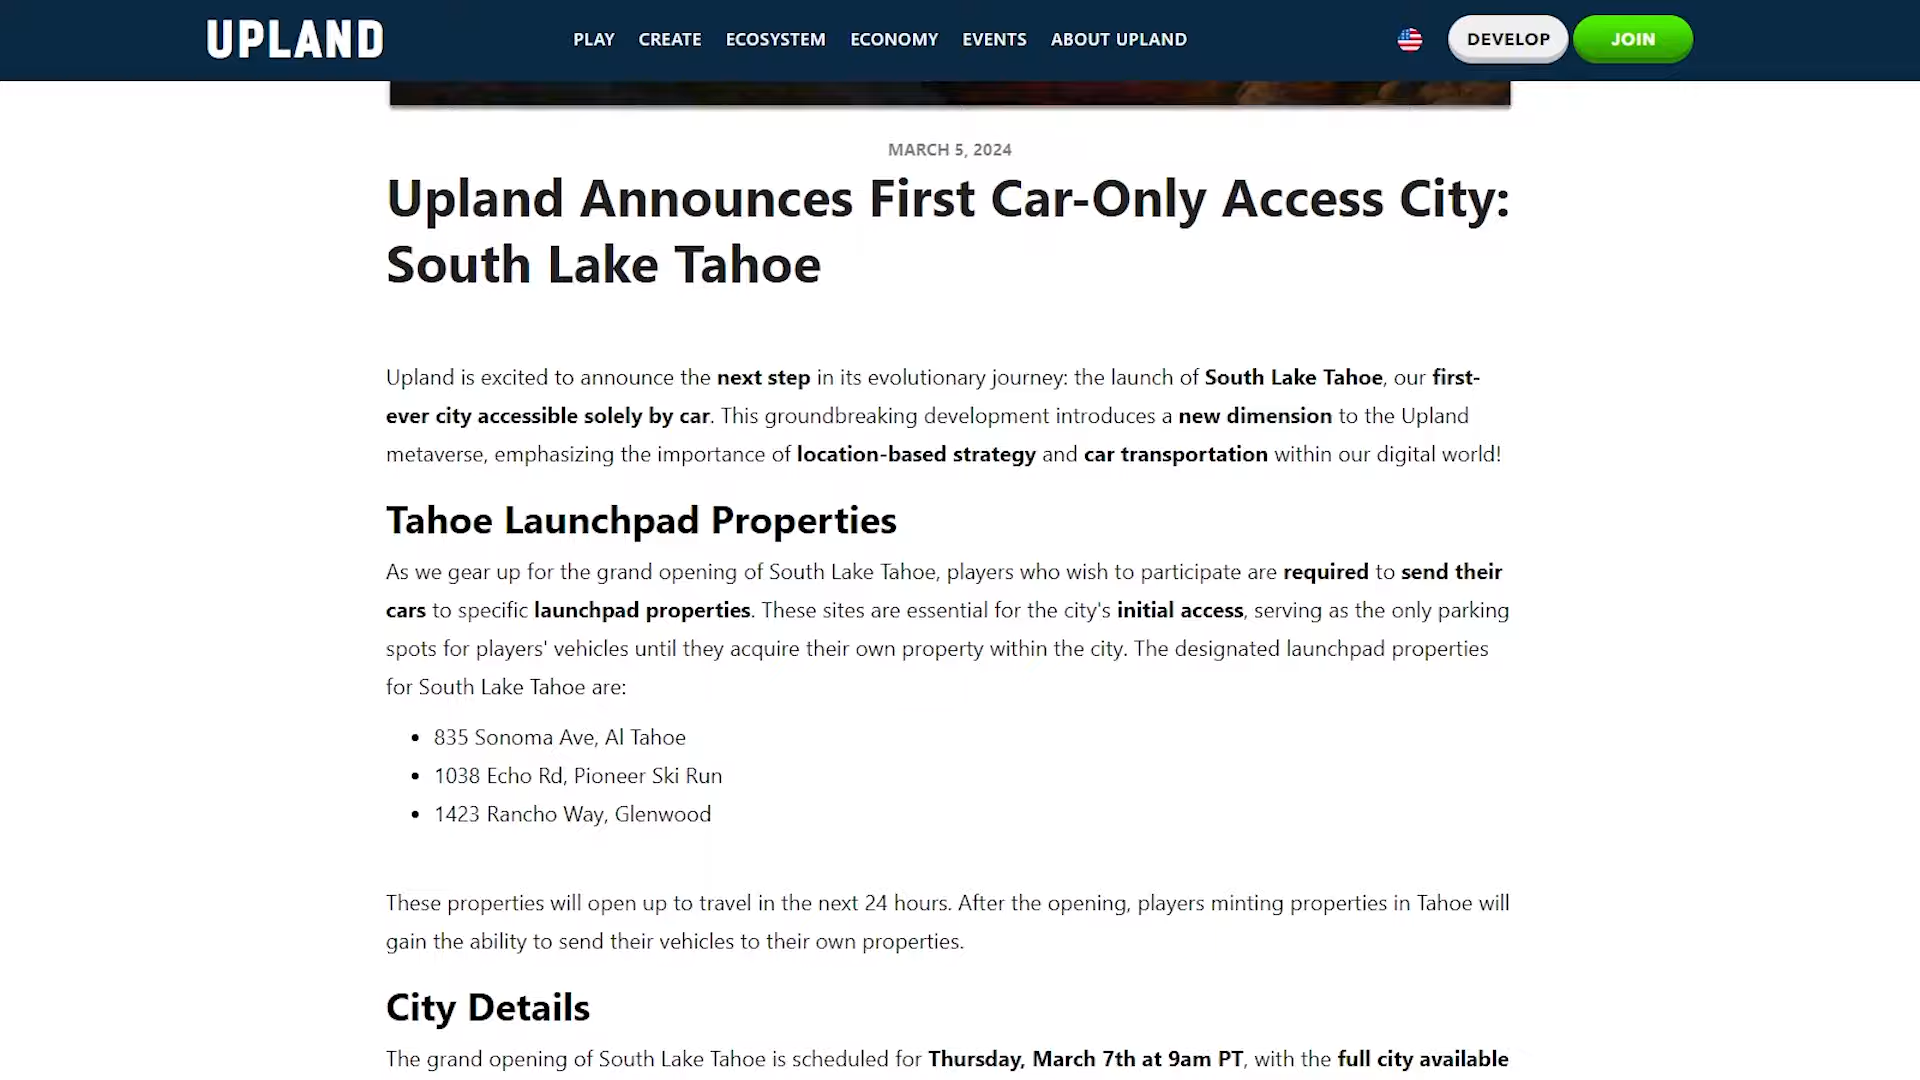 UPLAND
PLAY CREATE ECOSYSTEM ECONOMY EVENTS ABOUT UPLAND DEVELOP JOIN
MARCH 5, 2024
Upland Announces First Car-Only Access City:
South Lake Tahoe
Upland is excited to announce the next step in its evolutionary journey: the launch of South Lake Tahoe, our first-
ever city accessible solely by car. This groundbreaking development introduces a new dimension to the Upland
metaverse, emphasizing the importance of location-based strategy and car transportation within our digital world!
Tahoe Launchpad Properties
As we gear up for the grand opening of South Lake Tahoe, players who wish to participate are required to send their
cars to specific launchpad properties. These sites are essential for the city's initial access, serving as the only parking
spots for players' vehicles until they acquire their own property within the city. The designated launchpad properties
for South Lake Tahoe are:
• 835 Sonoma Ave, Al Tahoe
• 1038 Echo Rd, Pioneer Ski Run
• 1423 Rancho Way, Glenwood
These properties will open up to travel in the next 24 hours. After the opening, players minting properties in Tahoe will
gain the ability to send their vehicles to their own properties.
City Details
The grand opening of South Lake Tahoe is scheduled for Thursday, March 7th at 9am PT, with the full city available